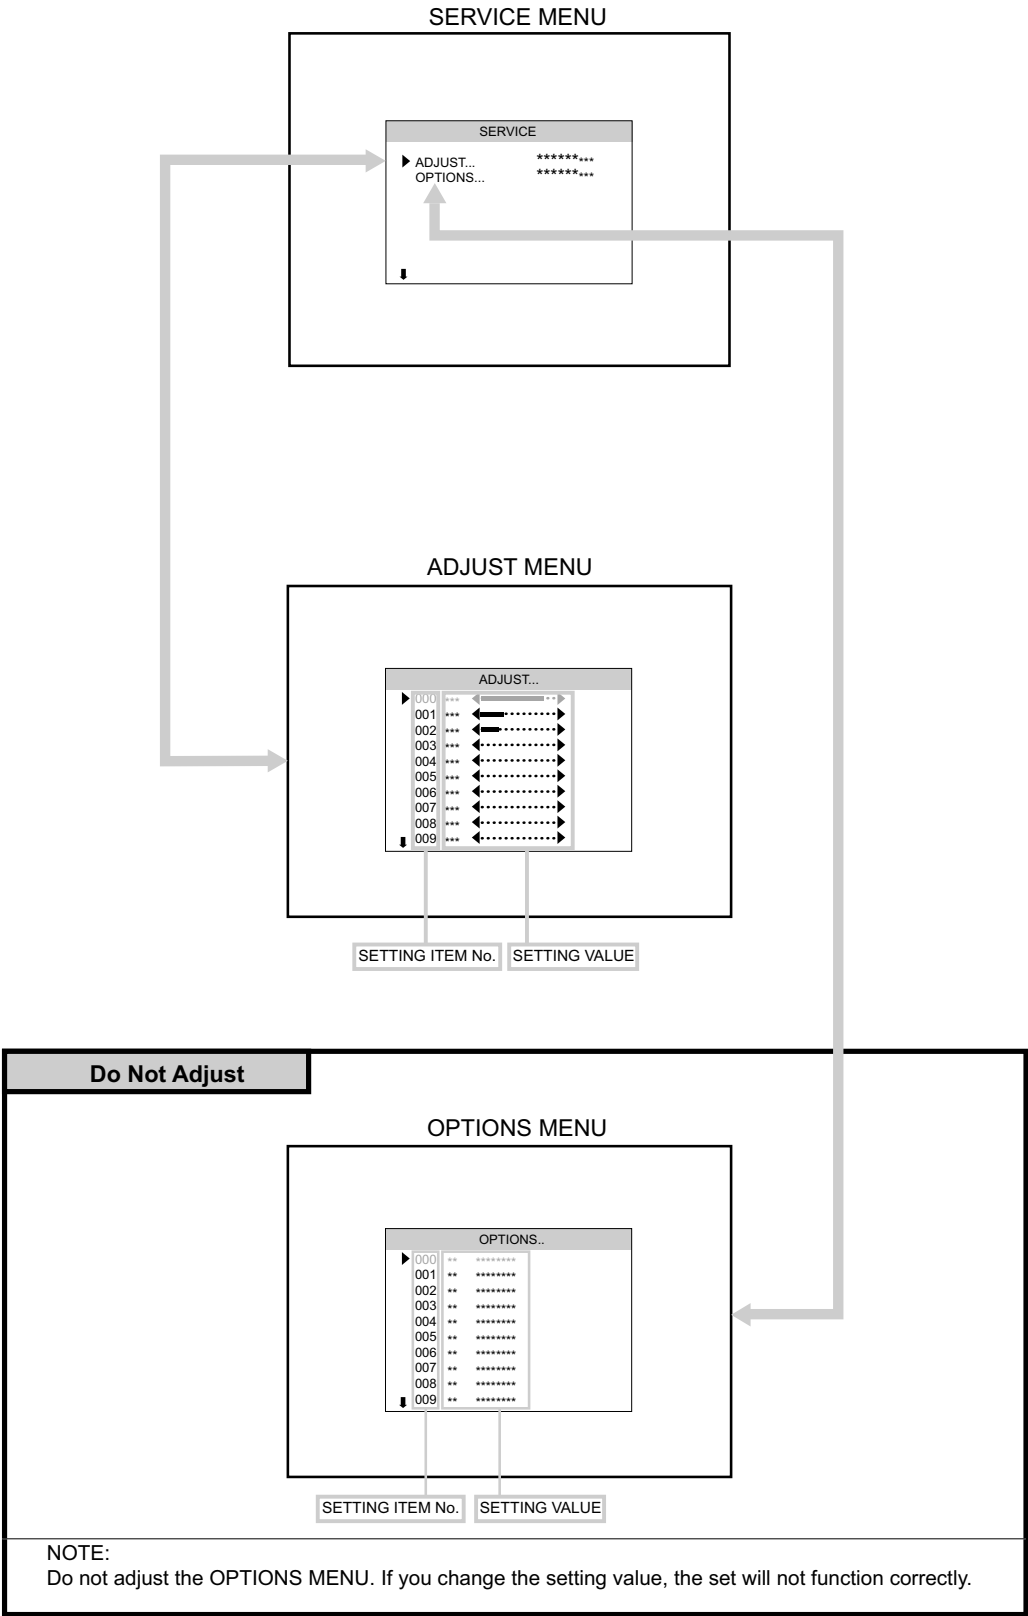 SERVICE MENU
SERVICE
ADJUST... *********
OPTIONS... *********
ADJUST MENU
ADJUST...
000 ***
001 ***
002 ***
003 ***
004 ***
005 ***
006 ***
007 ***
008 ***
009 ***
SETTING ITEM No. SETTING VALUE
Do Not Adjust
OPTIONS MENU
OPTIONS..
000 ** ********
001 ** ********
002 ** ********
003 ** ********
004 ** ********
005 ** ********
006 ** ********
007 ** ********
008 ** ********
009 ** ********
SETTING ITEM No. SETTING VALUE
NOTE:
Do not adjust the OPTIONS MENU. If you change the setting value, the set will not function correctly.